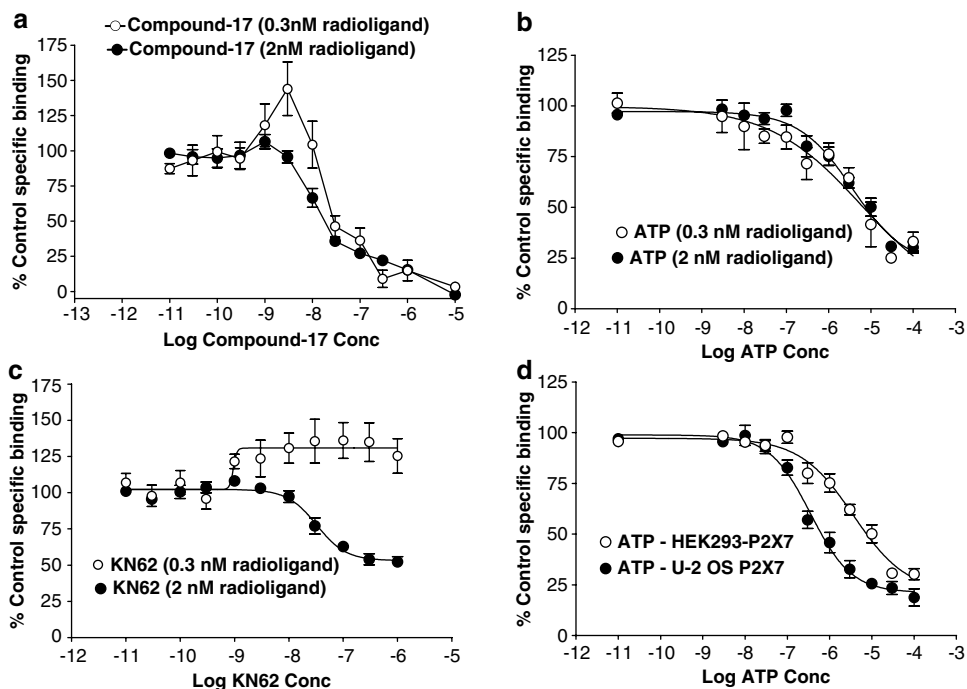 a
Compound-17 (0.3nM radioligand)
Compound-17 (2nM radioligand)
% Control specific binding
175
150
125
100
75
50
25
0
-13 -12 -11 -10 -9 -8 -7 -6 -5
Log Compound-17 Conc
b
% Control specific binding
125
100
75
50
25
0
ATP (0.3 nM radioligand)
ATP (2 nM radioligand)
-12 -11 -10 -9 -8 -7 -6 -5 -4 -3
Log ATP Conc
c
% Control specific binding
175
150
125
100
75
50
25
0
KN62 (0.3 nM radioligand)
KN62 (2 nM radioligand)
-12 -11 -10 -9 -8 -7 -6 -5
Log KN62 Conc
d
% Control specific binding
125
100
75
50
25
0
ATP - HEK293-P2X7
ATP - U-2 OS P2X7
-12 -11 -10 -9 -8 -7 -6 -5 -4 -3
Log ATP Conc